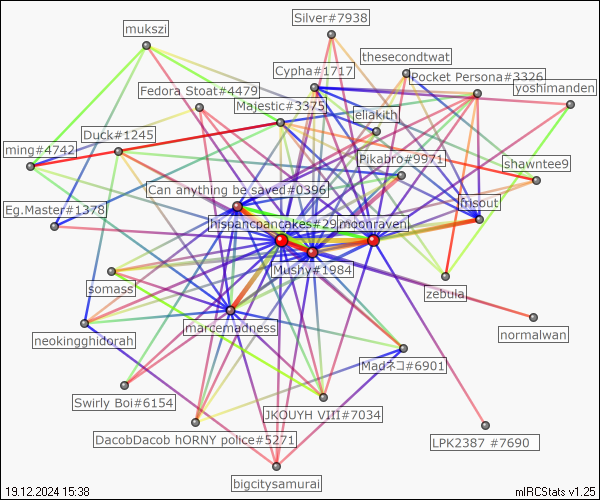 Silver#7938
mukszi
thesecondtwat
Cypha#1717
Pocket Persona#3326
yoshimanden
Fedora Stoat#4479
Majestic#3375
eliakith
Duck#1245
ming#4742
Pikabro#9971
shawntee9
Can anything be saved#0396
frisout
Eg.Master#1378
hispancpancakes#29
moonraven
Mushy#1984
somass
zebula
marcemadness
normalwan
neokingghidorah
Madネコ#6901
Swirly Boi#6154
JKOUYH VIII#7034
DacobDacob hORNY police#5271
LPK2387 #7690
bigcitysamurai
19.12.2024 15:38
mIRCStats v1.25